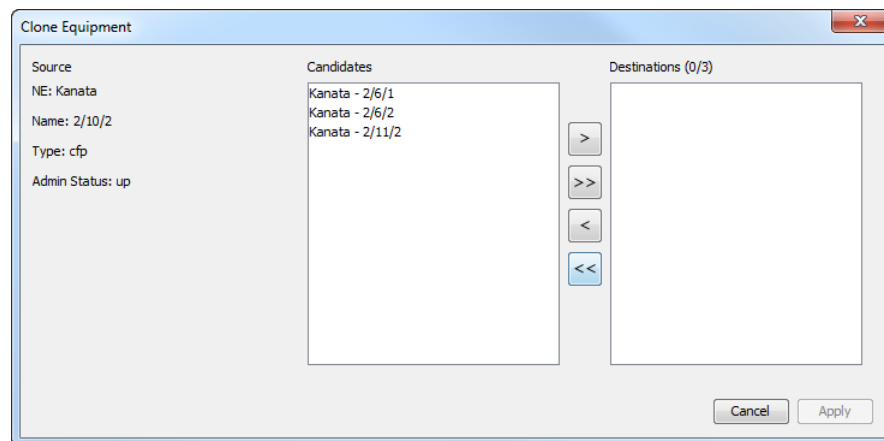 Clone Equipment
Source
NE: Kanata
Name: 2/10/2
Type: cfp
Admin Status: up
Candidates
Kanata - 2/6/1
Kanata - 2/6/2
Kanata - 2/11/2
>
>>
<
<<
Destinations (0/3)
Cancel
Apply